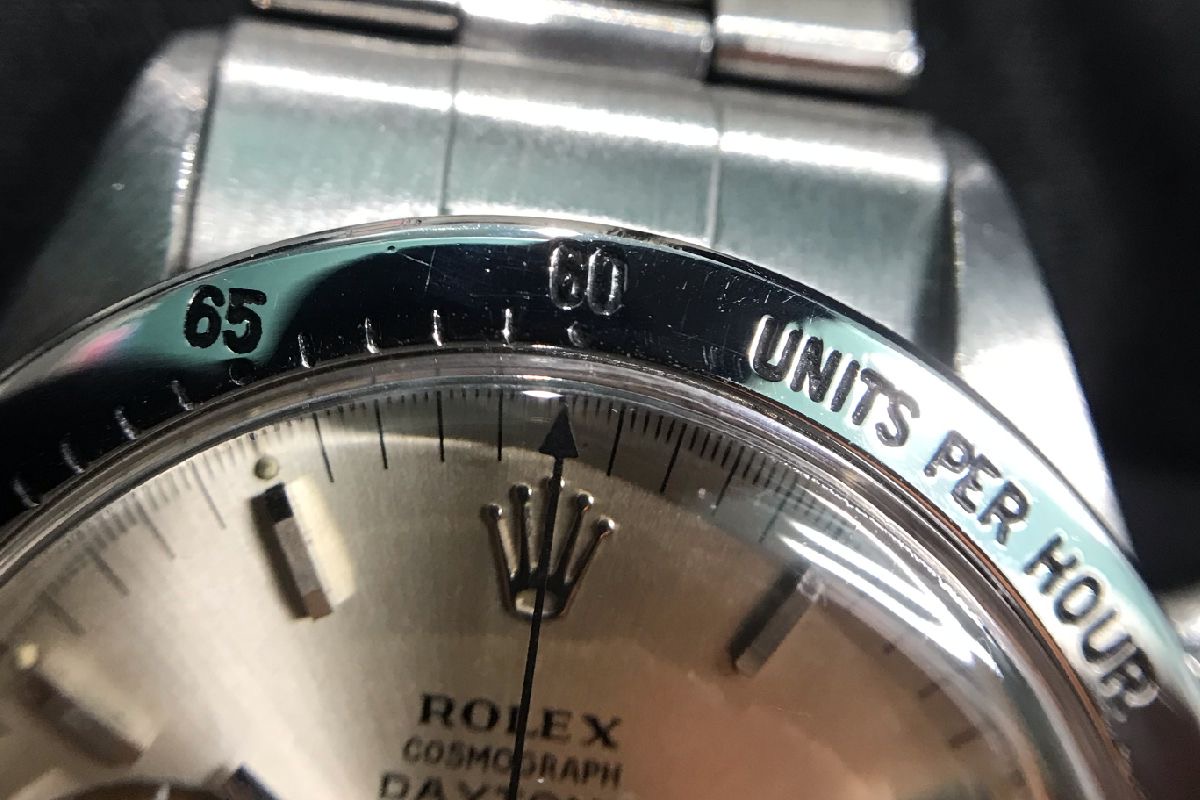 65
60
UNITS PER HOUR
ROLEX
COSMOGRAPH